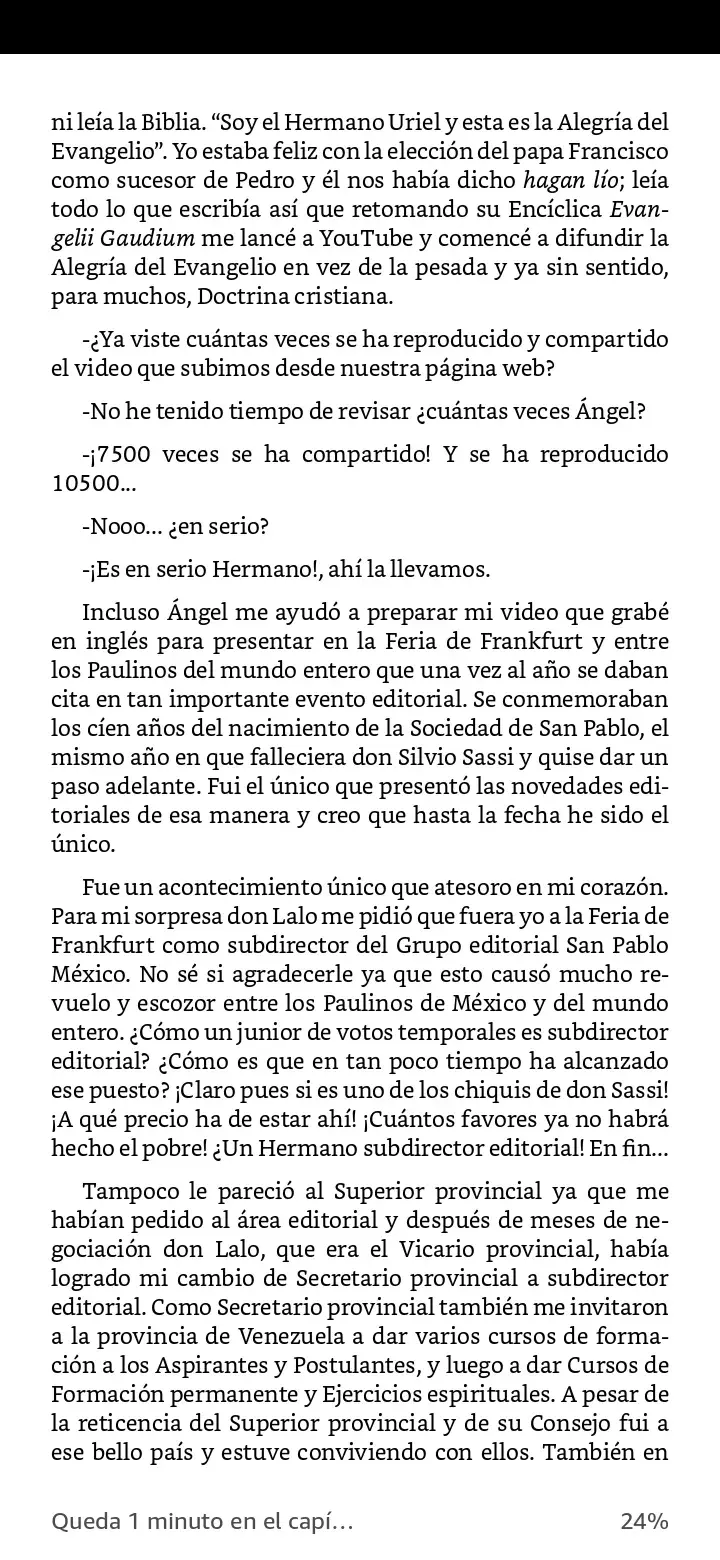 ni leía la Biblia. “Soy el Hermano Uriel y esta es la Alegría del
Evangelio”. Yo estaba feliz con la elección del papa Francisco
como sucesor de Pedro y él nos había dicho hagan lío; leía
todo lo que escribía así que retomando su Encíclica Evan-
gelii Gaudium me lancé a YouTube y comencé a difundir la
Alegría del Evangelio en vez de la pesada y ya sin sentido,
para muchos, Doctrina cristiana.
-¿Ya viste cuántas veces se ha reproducido y compartido
el video que subimos desde nuestra página web?
-No he tenido tiempo de revisar ¿cuántas veces Ángel?
-¡7500 veces se ha compartido! Y se ha reproducido
10500...
-Nooo... ¿en serio?
-¡Es en serio Hermano!, ahí la llevamos.
Incluso Ángel me ayudó a preparar mi video que grabé
en inglés para presentar en la Feria de Frankfurt y entre
los Paulinos del mundo entero que una vez al año se daban
cita en tan importante evento editorial. Se conmemoraban
los cíen años del nacimiento de la Sociedad de San Pablo, el
mismo año en que falleciera don Silvio Sassi y quise dar un
paso adelante. Fui el único que presentó las novedades edi-
toriales de esa manera y creo que hasta la fecha he sido el
único.
Fue un acontecimiento único que atesoro en mi corazón.
Para mi sorpresa don Lalo me pidió que fuera yo a la Feria de
Frankfurt como subdirector del Grupo editorial San Pablo
México. No sé si agradecerle ya que esto causó mucho re-
vuelo y escozor entre los Paulinos de México y del mundo
entero. ¿Cómo un junior de votos temporales es subdirector
editorial? ¿Cómo es que en tan poco tiempo ha alcanzado
ese puesto? ¡Claro pues si es uno de los chiquis de don Sassi!
¡A qué precio ha de estar ahí! ¡Cuántos favores ya no habrá
hecho el pobre! ¿Un Hermano subdirector editorial! En fin...
Tampoco le pareció al Superior provincial ya que me
habían pedido al área editorial y después de meses de ne-
gociación don Lalo, que era el Vicario provincial, había
logrado mi cambio de Secretario provincial a subdirector
editorial. Como Secretario provincial también me invitaron
a la provincia de Venezuela a dar varios cursos de forma-
ción a los Aspirantes y Postulantes, y luego a dar Cursos de
Formación permanente y Ejercicios espirituales. A pesar de
la reticencia del Superior provincial y de su Consejo fui a
ese bello país y estuve conviviendo con ellos. También en
Queda 1 minuto en el capí... 24%